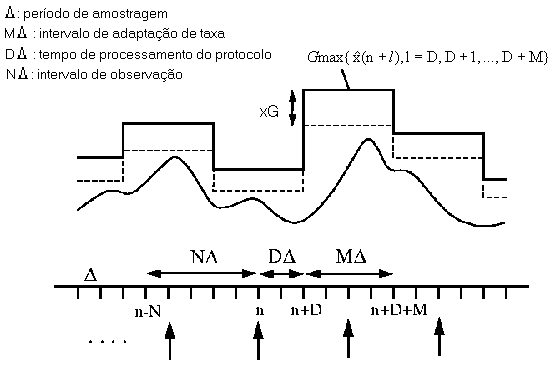 Δ: período de amostragem
MΔ : intervalo de adaptação de taxa
DΔ : tempo de processamento do protocolo
NΔ: intervalo de observação
Gmax{x̂(n + l),1 = D, D + 1,..., D + M}
xG
NΔ DΔ MΔ
Δ
n-N n n+D n+D+M
. . . .